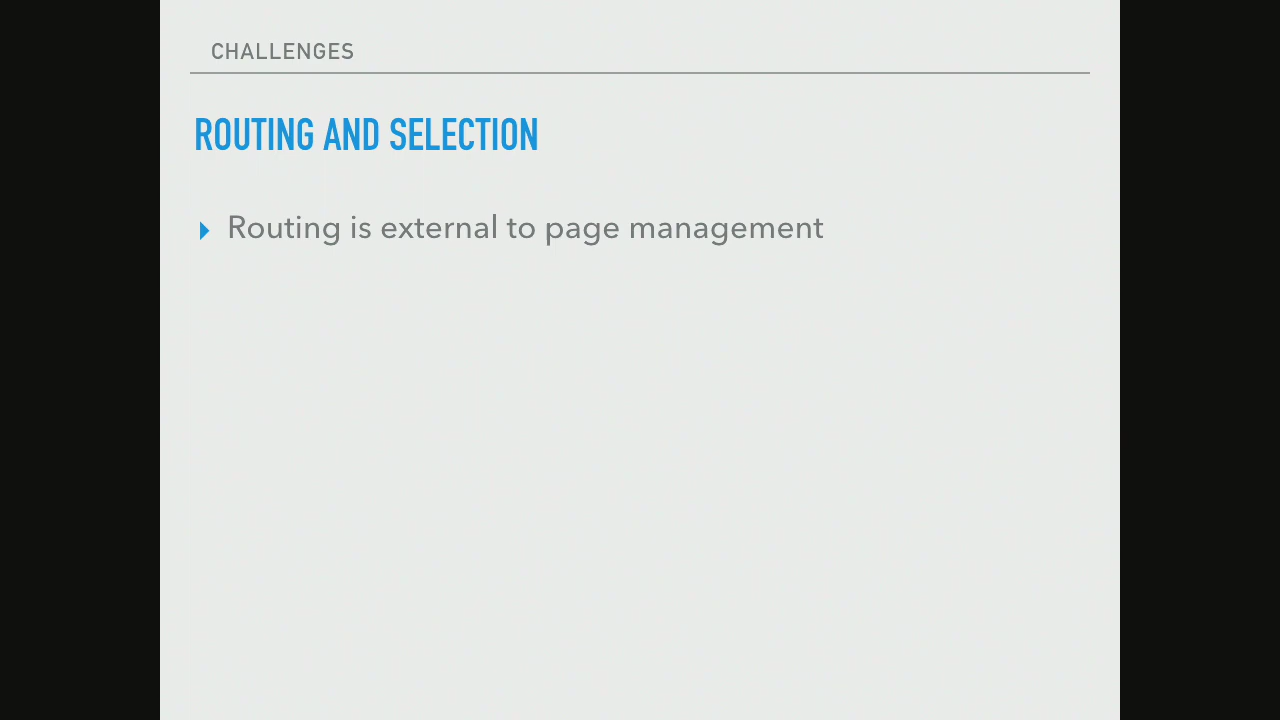 CHALLENGES
ROUTING AND SELECTION
Routing is external to page management